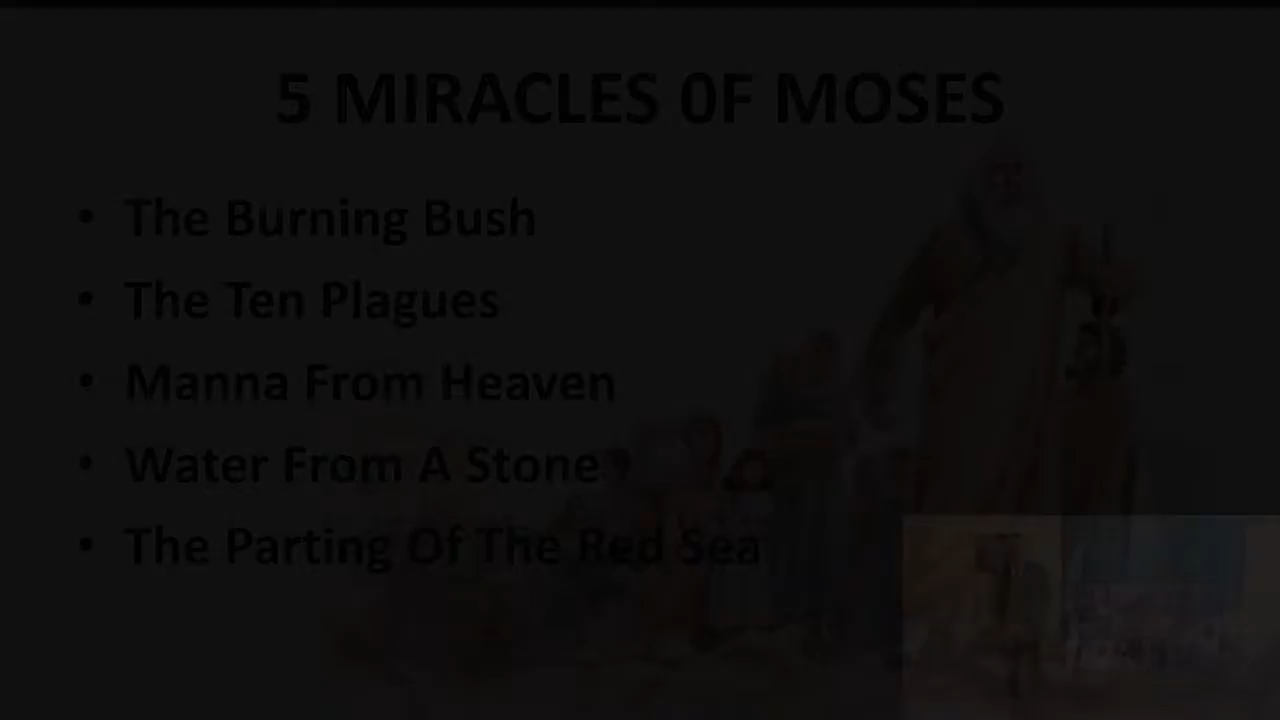 5 MIRACLES 0F MOSES
• The Burning Bush
• The Ten Plagues
• Manna From Heaven
• Water From A Stone
• The Parting Of The Red Sea